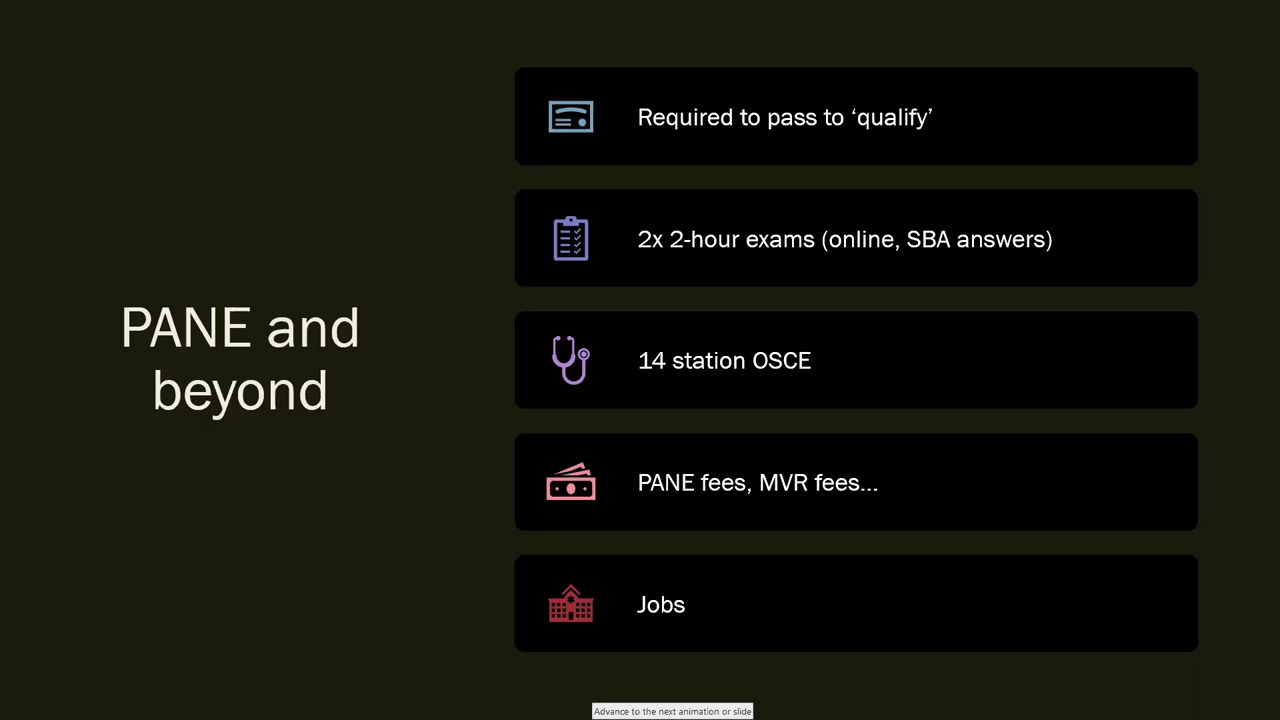 PANE and
beyond
Required to pass to ‘qualify’
2x 2-hour exams (online, SBA answers)
14 station OSCE
PANE fees, MVR fees…
Jobs
Advance to the next animation or slide